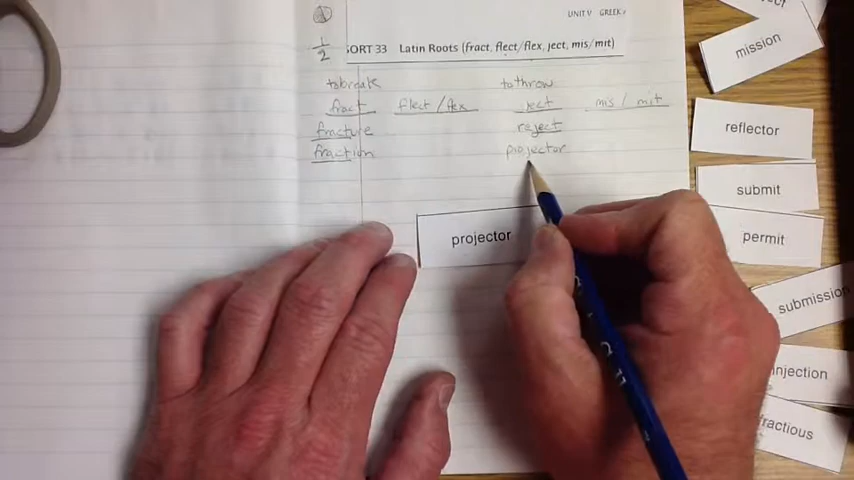 UNIT V GREEK
SORT 33 Latin Roots (fract, flect/flex, ject, mis/mit)
1/2
to break to throw
fract flect/flex ject mis / mit
fracture reject
fraction projector
projector
mission
reflector
submit
permit
submission
injection
fractious